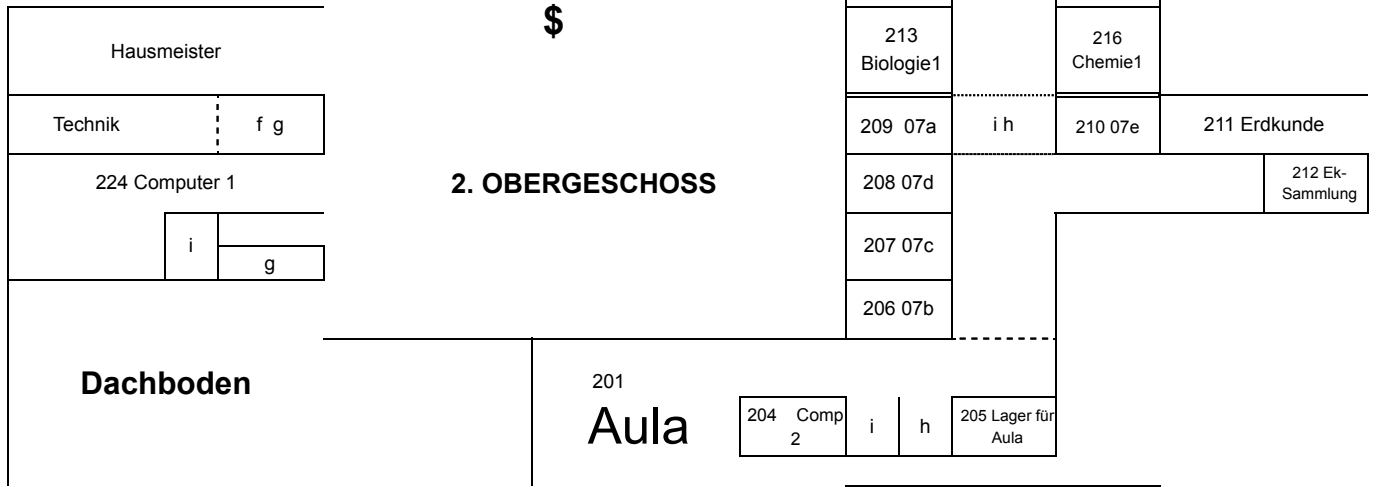 $
Hausmeister
213
Biologie1
216
Chemie1
Technik
f g
209 07a
i h
210 07e
211 Erdkunde
224 Computer 1
2. OBERGESCHOSS
208 07d
212 Ek-
Sammlung
i
g
207 07c
206 07b
Dachboden
201
Aula
204 Comp
2
i
h
205 Lager für
Aula